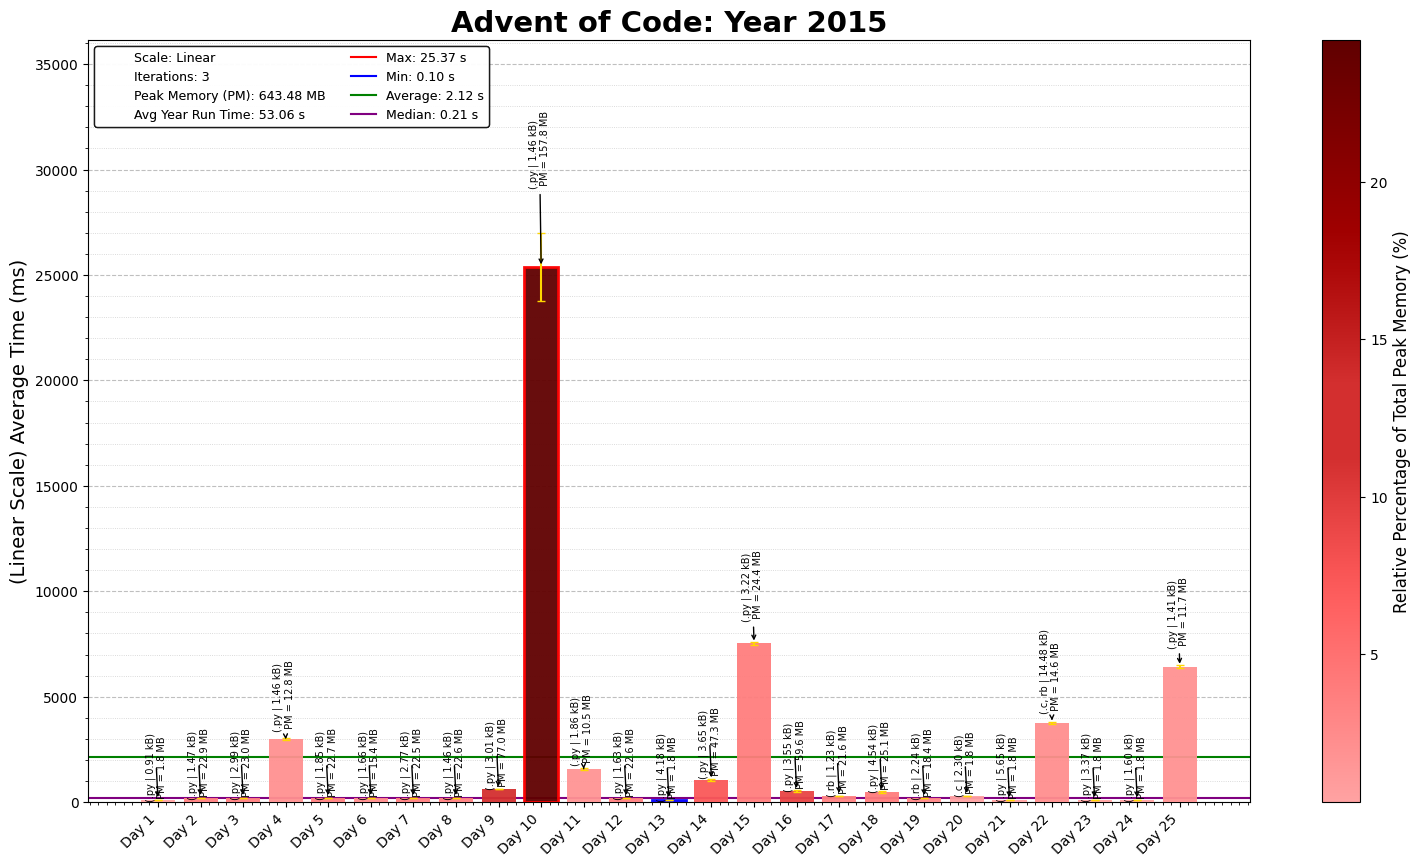 Advent of Code: Year 2015
Scale: Linear
Iterations: 3
Peak Memory (PM): 643.48 MB
Avg Year Run Time: 53.06 s
Max: 25.37 s
Min: 0.10 s
Average: 2.12 s
Median: 0.21 s
(Linear Scale) Average Time (ms)
35000
30000
25000
20000
15000
10000
5000
0
(.py | 0.91 kB)
PM = 1.8 MB
(.py | 1.47 kB)
PM = 22.9 MB
(.py | 2.99 kB)
PM = 23.0 MB
(.py | 1.46 kB)
PM = 12.8 MB
(.py | 1.85 kB)
PM = 22.7 MB
(.py | 1.66 kB)
PM = 15.4 MB
(.py | 2.77 kB)
PM = 22.5 MB
(.py | 1.43 kB)
PM = 22.6 MB
(.py | 3.01 kB)
PM = 77.0 MB
(.py | 1.46 kB)
PM = 157.8 MB
(.py | 1.86 kB)
PM = 10.5 MB
(.py | 1.63 kB)
PM = 22.6 MB
(.py | 4.18 kB)
PM = 1.8 MB
(.py | 3.65 kB)
PM = 47.3 MB
(.py | 3.22 kB)
PM = 24.4 MB
(.py | 3.55 kB)
PM = 59.6 MB
(.rb | 1.23 kB)
PM = 21.6 MB
(.py | 4.54 kB)
PM = 25.1 MB
(.rb | 2.24 kB)
PM = 18.4 MB
(.c | 2.30 kB)
PM = 1.8 MB
(.py | 5.65 kB)
PM = 1.8 MB
(.c, rb | 14.48 kB)
PM = 14.6 MB
(.py | 3.37 kB)
PM = 1.8 MB
(.py | 1.60 kB)
PM = 1.8 MB
(.py | 1.41 kB)
PM = 11.7 MB
Day 1
Day 2
Day 3
Day 4
Day 5
Day 6
Day 7
Day 8
Day 9
Day 10
Day 11
Day 12
Day 13
Day 14
Day 15
Day 16
Day 17
Day 18
Day 19
Day 20
Day 21
Day 22
Day 23
Day 24
Day 25
20
15
10
5
Relative Percentage of Total Peak Memory (%)